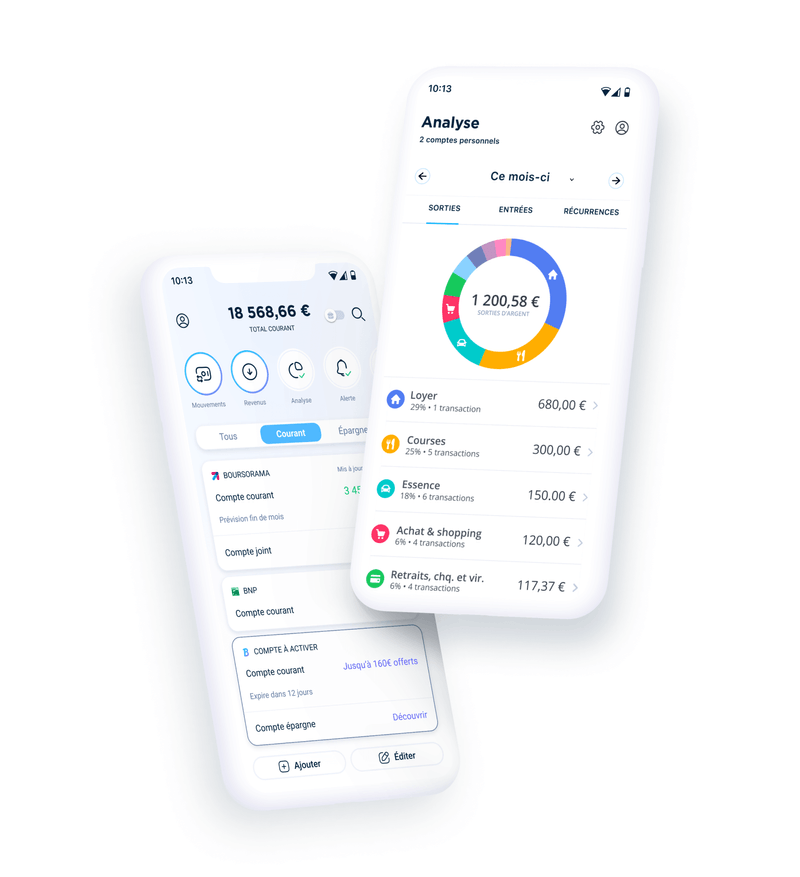 10:13
Analyse
2 comptes personnels
Ce mois-ci
SORTIES ENTRÉES RÉCURRENCES
1 200,58 €
SORTIES D'ARGENT
Loyer 680,00 €
29% • 1 transaction
Courses 300,00 €
25% • 5 transactions
Essence 150.00 €
18% • 6 transactions
Achat & shopping 120,00 €
6% • 4 transactions
Retraits, chq. et vir. 117,37 €
6% • 4 transactions
10:13
18 568,66 €
TOTAL COURANT
Mouvements Revenus Analyse Alerte
Tous Courant Épargne
BOURSORAMA Mis à jour
Compte courant 3 45
Prévision fin de mois
Compte joint
BNP
Compte courant
COMPTE À ACTIVER
Compte courant Jusqu'à 160€ offerts
Expire dans 12 jours
Compte épargne Découvrir
Ajouter Éditer